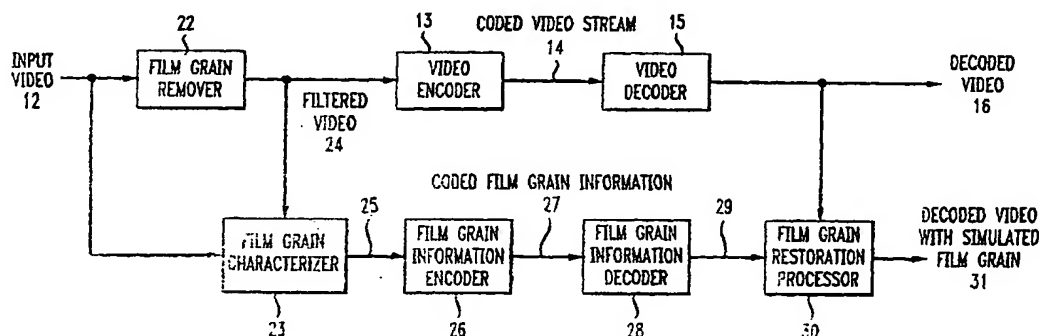 INPUT
VIDEO
12
22
FILM GRAIN
REMOVER
FILTERED
VIDEO
24
13
VIDEO
ENCODER
CODED VIDEO STREAM
14
15
VIDEO
DECODER
DECODED
VIDEO
16
CODED FILM GRAIN INFORMATION
FILM GRAIN
CHARACTERIZER
23
25
FILM GRAIN
INFORMATION
ENCODER
26
27
FILM GRAIN
INFORMATION
DECODER
28
29
FILM GRAIN
RESTORATION
PROCESSOR
30
DECODED VIDEO
WITH SIMULATED
FILM GRAIN
31